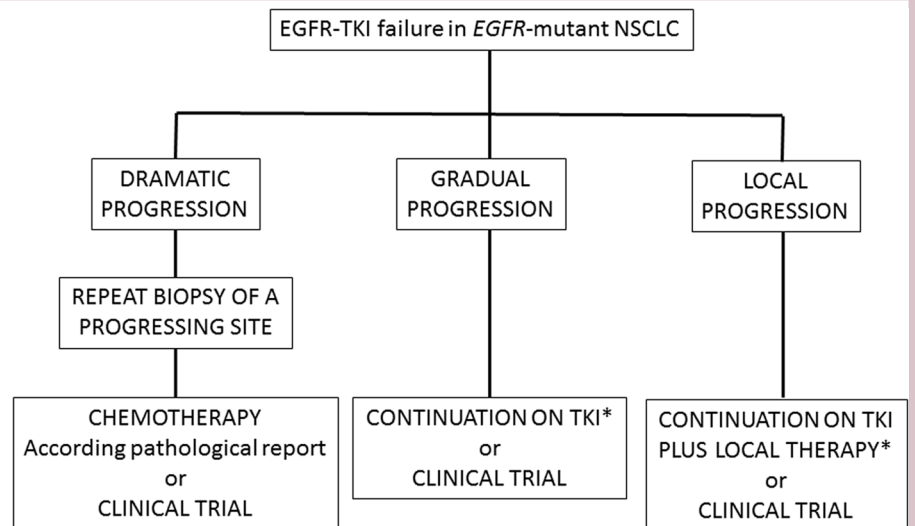 EGFR-TKI failure in EGFR-mutant NSCLC
DRAMATIC
PROGRESSION
GRADUAL
PROGRESSION
LOCAL
PROGRESSION
REPEAT BIOPSY OF A
PROGRESSING SITE
CHEMOTHERAPY
According pathological report
or
CLINICAL TRIAL
CONTINUATION ON TKI*
or
CLINICAL TRIAL
CONTINUATION ON TKI
PLUS LOCAL THERAPY*
or
CLINICAL TRIAL